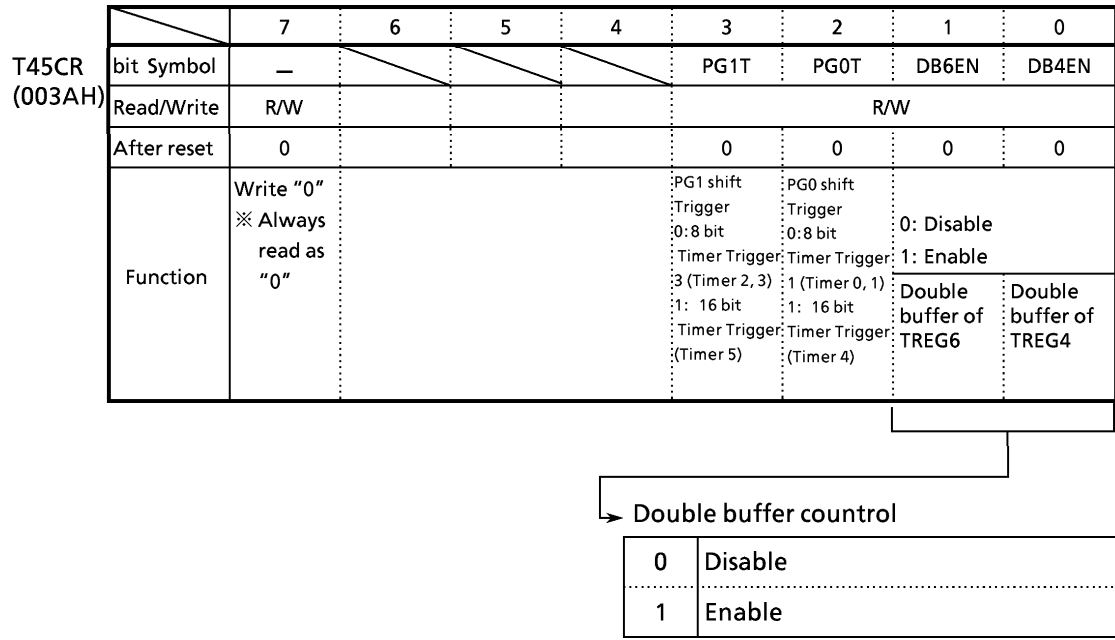 7 6 5 4 3 2 1 0
T45CR
(003AH)
bit Symbol — PG1T PG0T DB6EN DB4EN
Read/Write R/W R/W
After reset 0 0 0 0 0
Function
Write "0"
※ Always
read as
"0"
PG1 shift
Trigger
0:8 bit
Timer Trigger
3 (Timer 2, 3)
1: 16 bit
Timer Trigger
(Timer 5)
PG0 shift
Trigger
0:8 bit
Timer Trigger
1 (Timer 0, 1)
1: 16 bit
Timer Trigger
(Timer 4)
0: Disable
1: Enable
Double
buffer of
TREG6
Double
buffer of
TREG4
Double buffer countrol
0 Disable
1 Enable